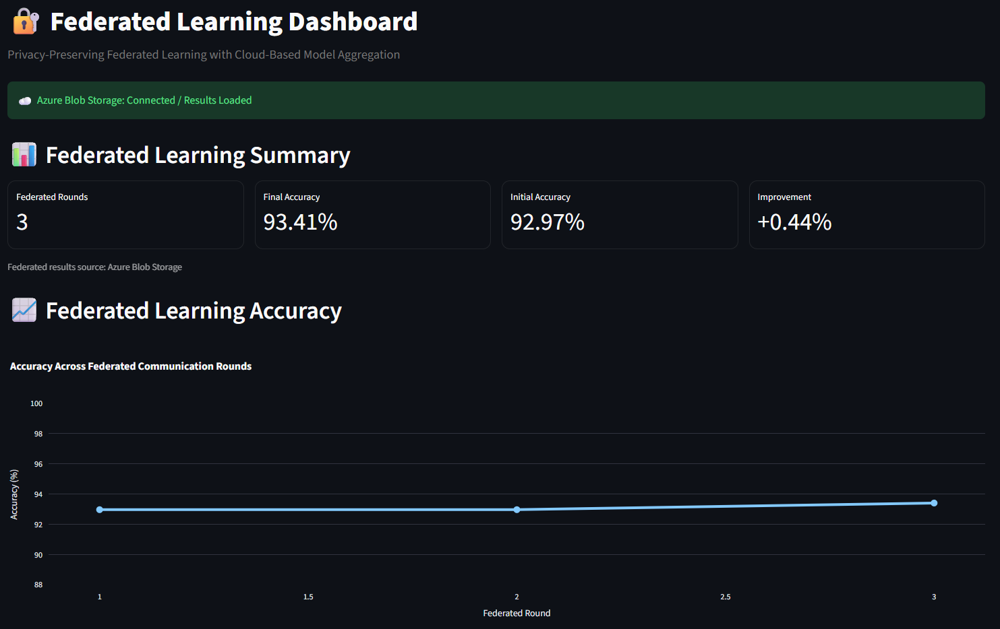 Federated Learning Dashboard
Privacy-Preserving Federated Learning with Cloud-Based Model Aggregation
Azure Blob Storage: Connected / Results Loaded
Federated Learning Summary
Federated Rounds
3
Final Accuracy
93.41%
Initial Accuracy
92.97%
Improvement
+0.44%
Federated results source: Azure Blob Storage
Federated Learning Accuracy
Accuracy Across Federated Communication Rounds
100
98
96
94
92
90
88
Accuracy (%)
1
1.5
2
2.5
3
Federated Round